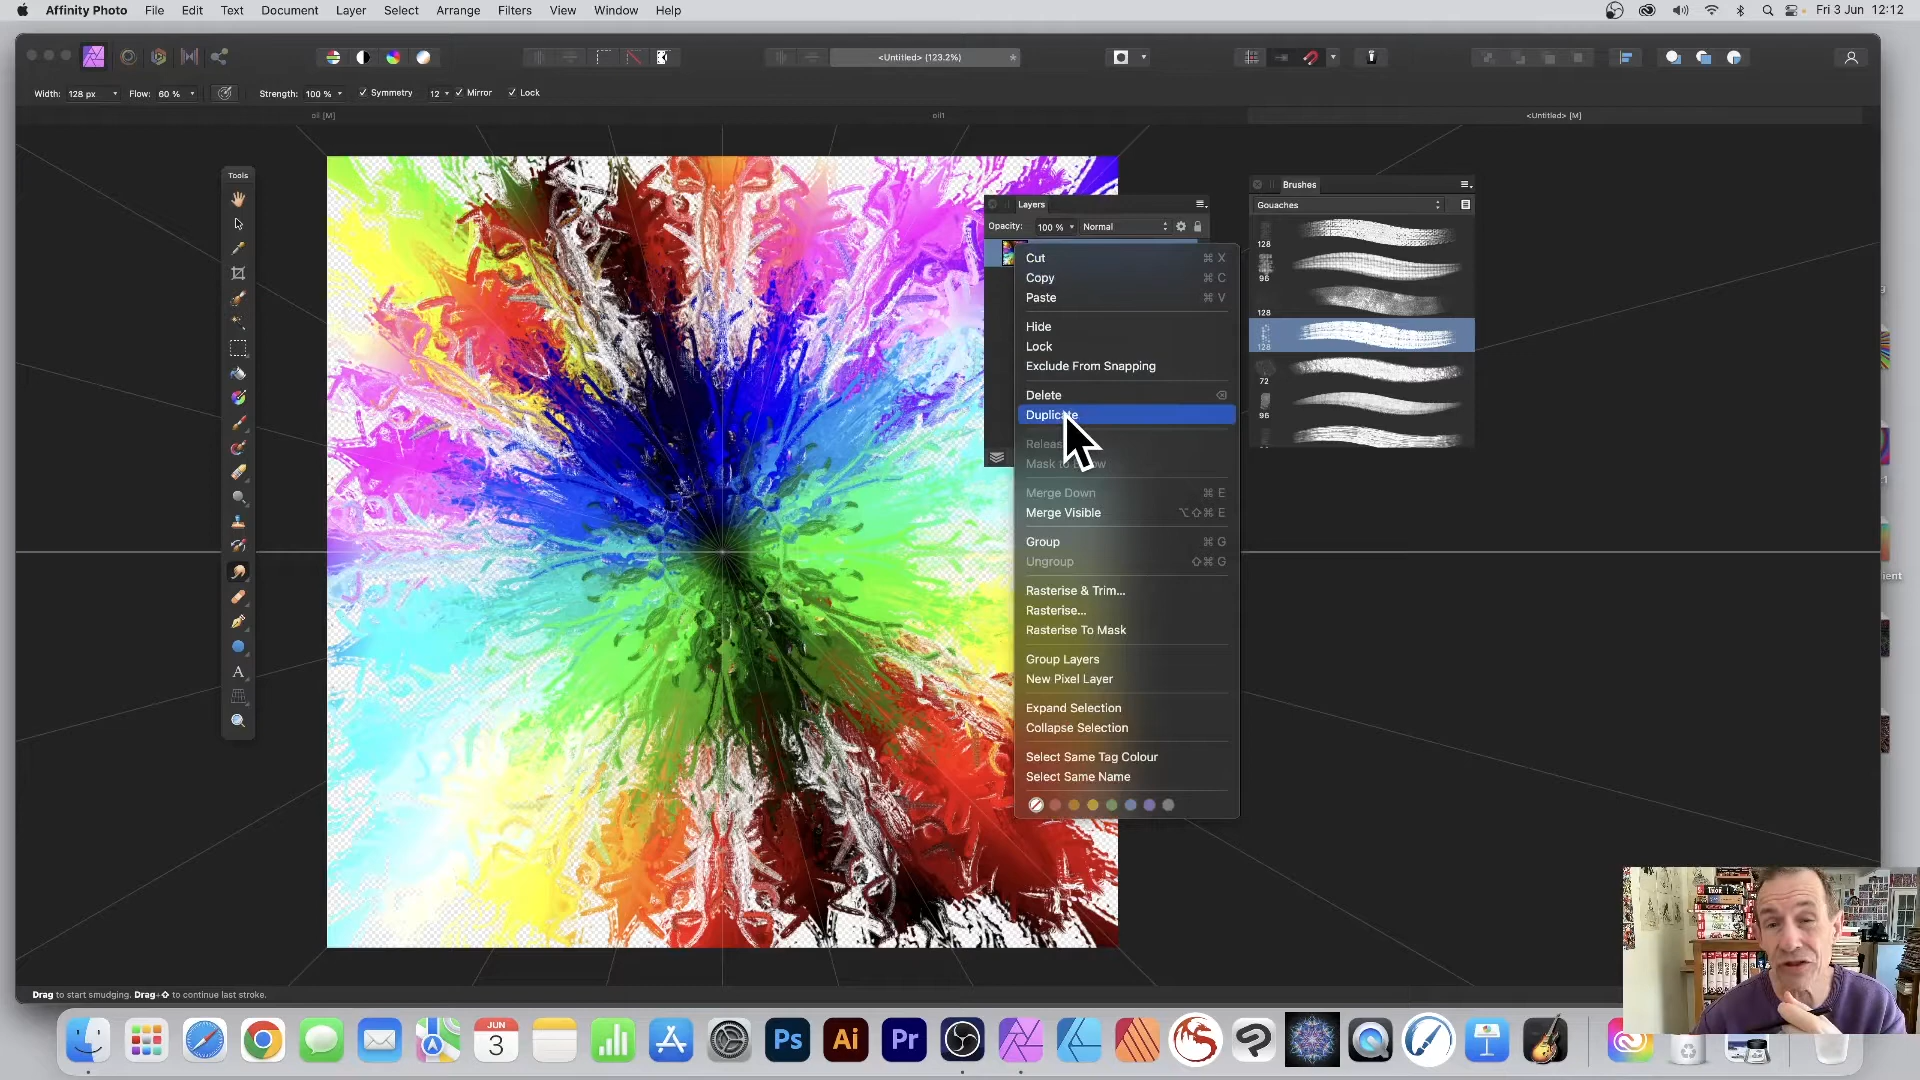 Affinity Photo File Edit Text Document Layer Select Arrange Filters View Window Help Fri 3 Jun 12:12
<Untitled> (123.2%)
Width: 128 px Flow: 60 % Strength: 100 % Symmetry 12 Mirror Lock
oil [M] oil1 <Untitled> [M]
Tools
Layers
Opacity: 100 % Normal
Cut ⌘ X
Copy ⌘ C
Paste ⌘ V
Hide
Lock
Exclude From Snapping
Delete
Duplicate
Merge Down ⌘ E
Merge Visible ⌥⇧⌘ E
Group ⌘ G
Ungroup ⇧⌘ G
Rasterise & Trim...
Rasterise...
Rasterise To Mask
Group Layers
New Pixel Layer
Expand Selection
Collapse Selection
Select Same Tag Colour
Select Same Name
Brushes
Gouaches
128
96
128
128
72
96
Drag to start smudging. Drag+⇧ to continue last stroke.
JUN
3
Ps
Ai
Pr